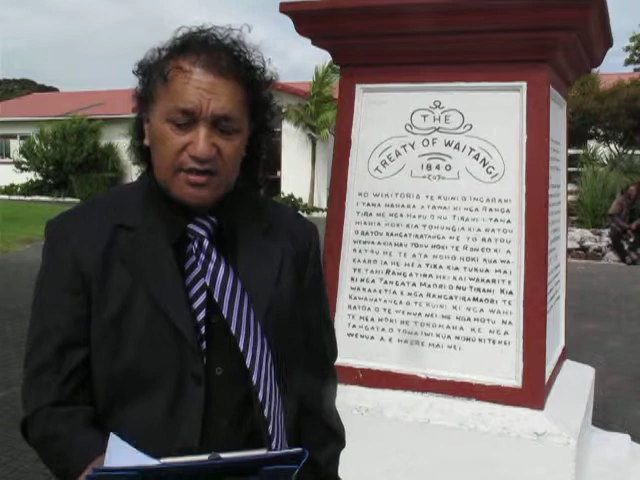 THE
TREATY OF WAITANGI
1840
KO WIKITORIA TE KUINI O INGARANI
I TANA MAHARA ATAWAI KI NGA RANGA
TIRA ME NGA HAPU O NU TIRANI I TANA
HIAHIA HOKI KIA TOHUNGIA KIA RATOU
O RATOU RANGATIRATANGA ME TO RATOU
WENUA A KIA MAU TONU HOKI TE RONGO KI A
RATOU ME TE ATA NOHO HOKI KUA WA
KAARO IA HE MEA TIKA KIA TUKUA MAI
TE TAHI RANGATIRA HEI KAI WAKARITE
KI NGA TANGATA MAORI O NU TIRANI KIA
WAKAAETIA E NGA RANGATIRA MAORI TE
KAWANATANGA O TE KUINI KI NGA WAHI
KATOA O TE WENUA NEI ME NGA MOTU NA
TE MEA HOKI HE TOKOMAHA KE NGA
TANGATA O TONA IWI KUA NOHO KI TENEI
WENUA A E HAERE MAI NEI